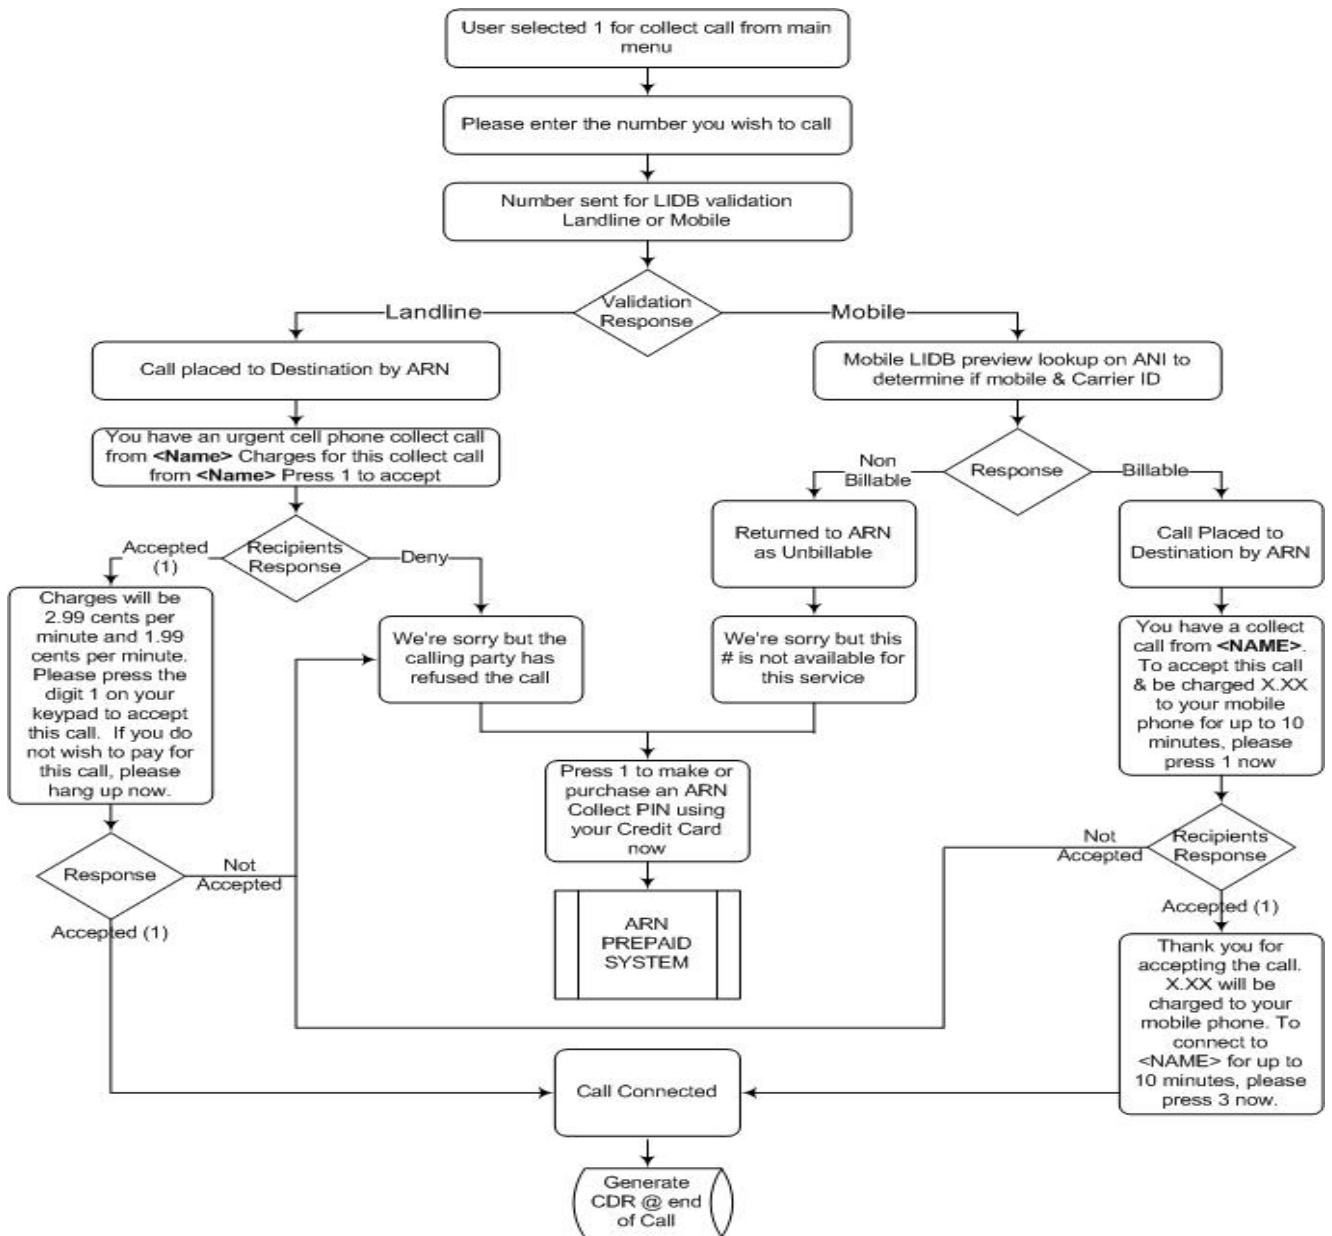 User selected 1 for collect call from main
menu
Please enter the number you wish to call
Number sent for LIDB validation
Landline or Mobile
Validation
Response
Landline
Mobile
Call placed to Destination by ARN
Mobile LIDB preview lookup on ANI to
determine if mobile & Carrier ID
You have an urgent cell phone collect call
from <Name> Charges for this collect call
from <Name> Press 1 to accept
Response
Non
Billable
Billable
Returned to ARN
as Unbillable
Call Placed to
Destination by ARN
Recipients
Response
Accepted
(1)
Deny
Charges will be
2.99 cents per
minute and 1.99
cents per minute.
Please press the
digit 1 on your
keypad to accept
this call. If you do
not wish to pay for
this call, please
hang up now.
We're sorry but the
calling party has
refused the call
We're sorry but this
# is not available for
this service
You have a collect
call from <NAME>.
To accept this call
& be charged X.XX
to your mobile
phone for up to 10
minutes, please
press 1 now
Press 1 to make or
purchase an ARN
Collect PIN using
your Credit Card
now
Response
Not
Accepted
Accepted (1)
Not
Accepted
Recipients
Response
Accepted (1)
ARN
PREPAID
SYSTEM
Thank you for
accepting the call.
X.XX will be
charged to your
mobile phone. To
connect to
<NAME> for up to
10 minutes, please
press 3 now.
Call Connected
Generate
CDR @ end
of Call